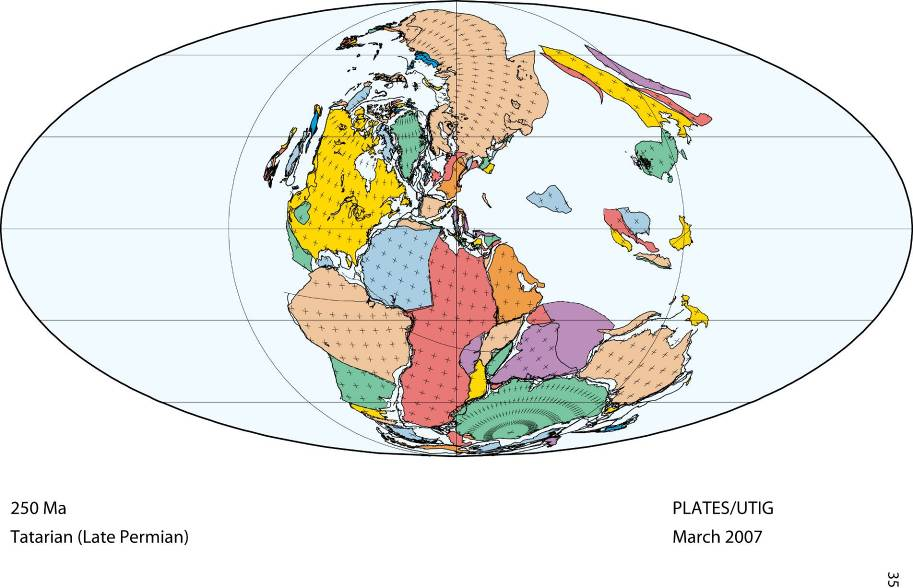 250 Ma
Tatarian (Late Permian)
PLATES/UTIG
March 2007
35